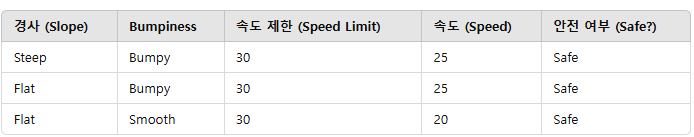 경사 (Slope) Bumpiness 속도 제한 (Speed Limit) 속도 (Speed) 안전 여부 (Safe?)
Steep Bumpy 30 25 Safe
Flat Bumpy 30 25 Safe
Flat Smooth 30 20 Safe